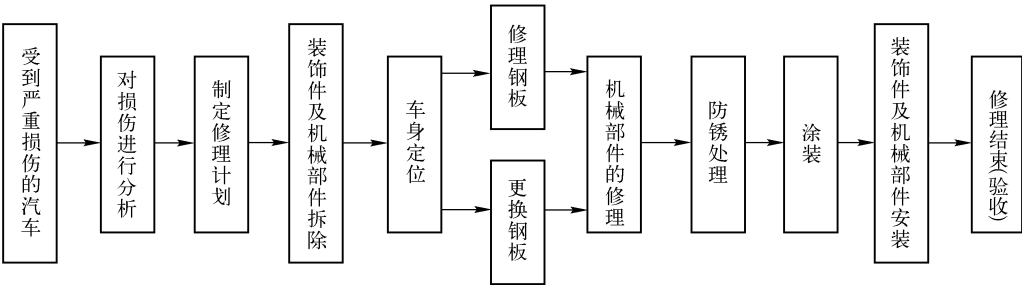 受到严重损伤的汽车
对损伤进行分析
制定修理计划
装饰件及机械部件拆除
车身定位
修理钢板
更换钢板
机械部件的修理
防锈处理
涂装
装饰件及机械部件安装
修理结束(验收)